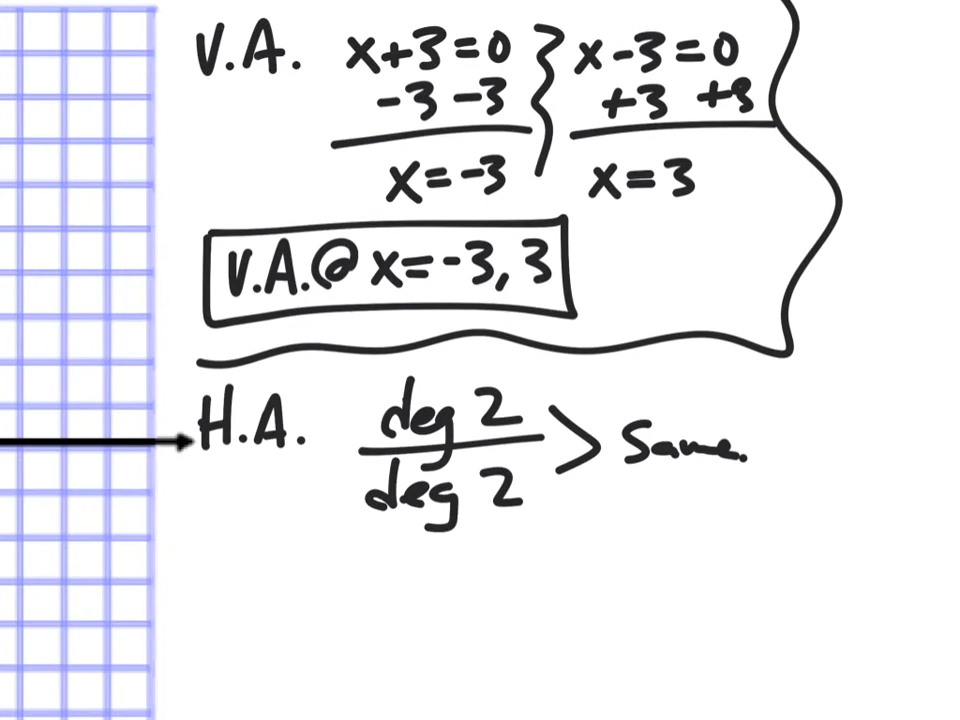 V.A. x+3=0 } x-3=0
-3 -3 +3 +3
x=-3 x=3
V.A.@ x=-3, 3
H.A. deg 2 / deg 2 > Same.